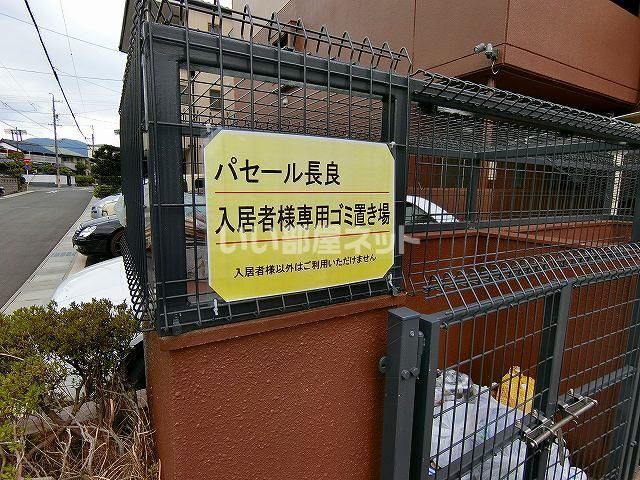 パセール長良
入居者様専用ゴミ置き場
いい部屋ネット
入居者様以外はご利用いただけません